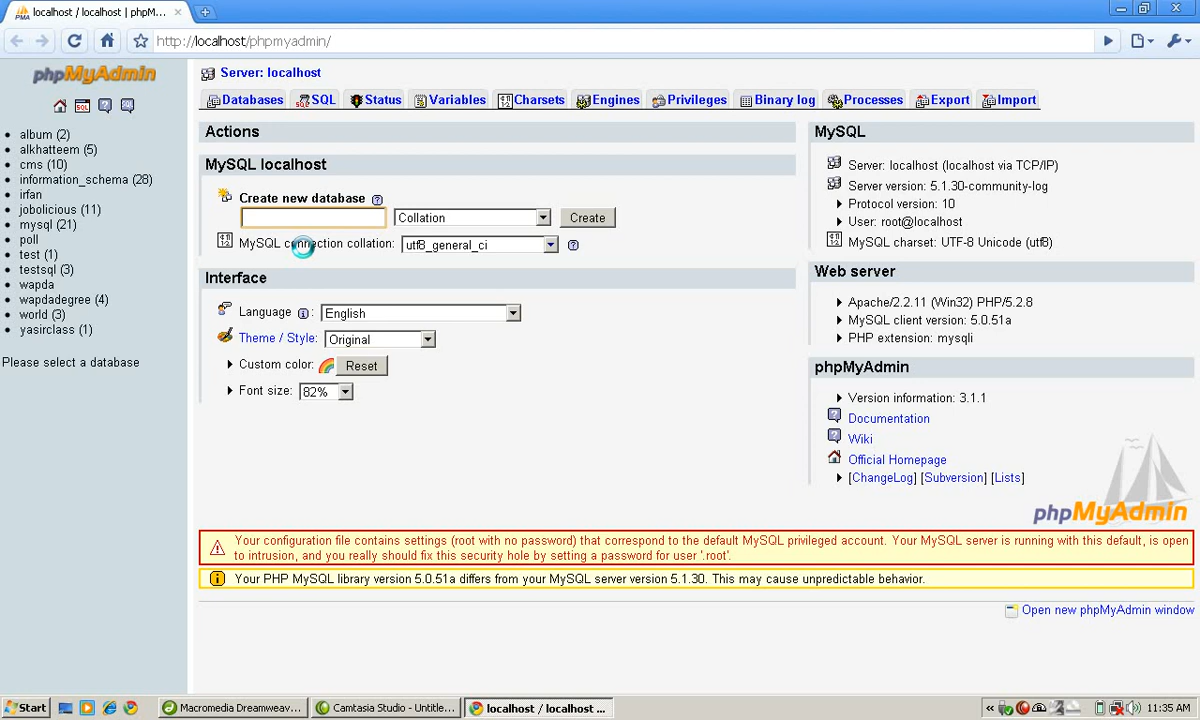 localhost / localhost | phpM...
http://localhost/phpmyadmin/
phpMyAdmin
SQL
album (2)
alkhatteem (5)
cms (10)
information_schema (28)
irfan
jobolicious (11)
mysql (21)
poll
test (1)
testsql (3)
wapda
wapdadegree (4)
world (3)
yasirclass (1)
Please select a database
Server: localhost
Databases SQL Status Variables Charsets Engines Privileges Binary log Processes Export Import
Actions
MySQL localhost
Create new database
Collation
Create
MySQL connection collation:
utf8_general_ci
Interface
Language :
English
Theme / Style:
Original
Custom color:
Reset
Font size:
82%
MySQL
Server: localhost (localhost via TCP/IP)
Server version: 5.1.30-community-log
Protocol version: 10
User: root@localhost
MySQL charset: UTF-8 Unicode (utf8)
Web server
Apache/2.2.11 (Win32) PHP/5.2.8
MySQL client version: 5.0.51a
PHP extension: mysqli
phpMyAdmin
Version information: 3.1.1
Documentation
Wiki
Official Homepage
[ChangeLog] [Subversion] [Lists]
phpMyAdmin
Your configuration file contains settings (root with no password) that correspond to the default MySQL privileged account. Your MySQL server is running with this default, is open
to intrusion, and you really should fix this security hole by setting a password for user '.root'.
Your PHP MySQL library version 5.0.51a differs from your MySQL server version 5.1.30. This may cause unpredictable behavior.
Open new phpMyAdmin window
Start
Macromedia Dreamweav...
Camtasia Studio - Untitle...
localhost / localhost ...
11:35 AM